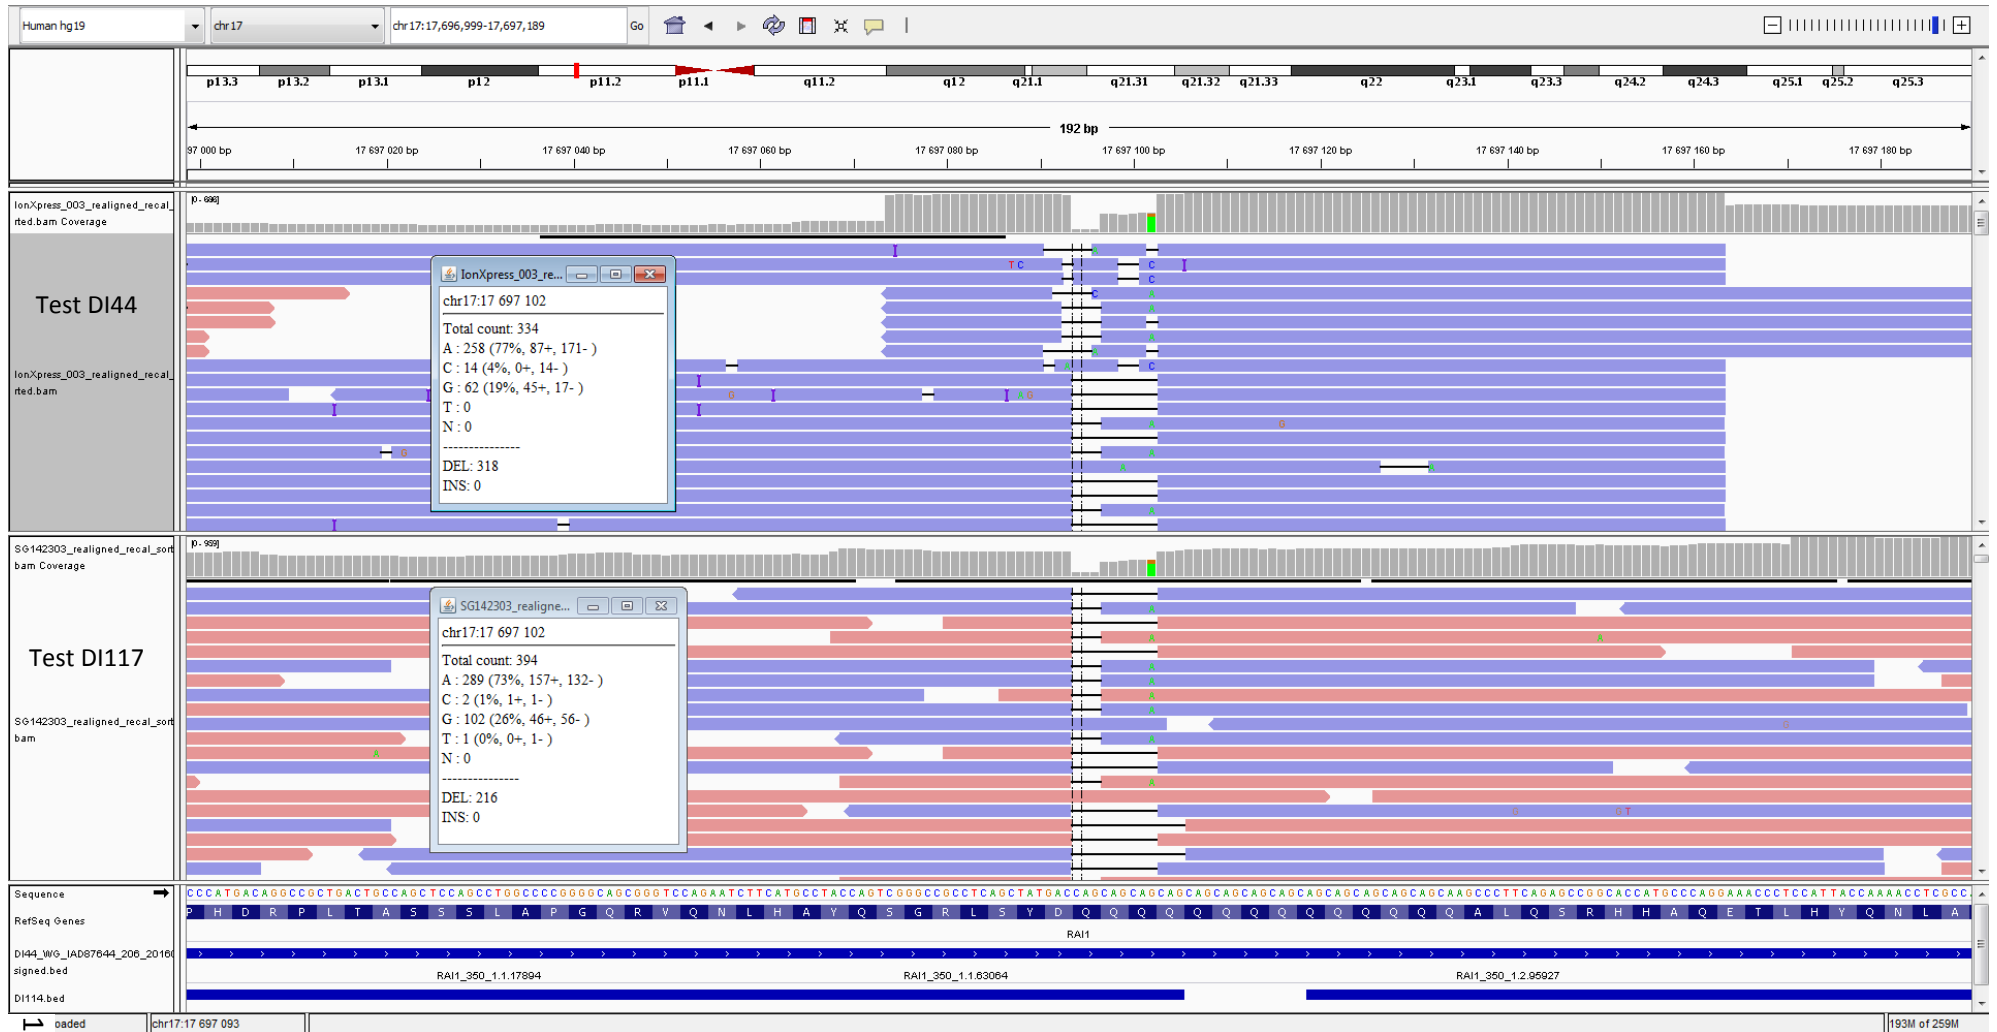 Human hg19 chr17 chr17:17,696,999-17,697,189 Go
p13.3 p13.2 p13.1 p12 p11.2 p11.1 q11.2 q12 q21.1 q21.31 q21.32 q21.33 q22 q23.1 q23.3 q24.2 q24.3 q25.1 q25.2 q25.3
192 bp
97 000 bp 17 697 020 bp 17 697 040 bp 17 697 060 bp 17 697 080 bp 17 697 100 bp 17 697 120 bp 17 697 140 bp 17 697 160 bp 17 697 180 bp
IonXpress_003_realigned_recal_
rted.bam Coverage
[0 - 686]
Test DI44
IonXpress_003_realigned_recal_
rted.bam
IonXpress_003_re...
chr17:17 697 102
Total count: 334
A : 258 (77%, 87+, 171- )
C : 14 (4%, 0+, 14- )
G : 62 (19%, 45+, 17- )
T : 0
N : 0
---------------
DEL: 318
INS: 0
SG142303_realigned_recal_sort
bam Coverage
[0 - 959]
Test DI117
SG142303_realigned_recal_sort
bam
SG142303_realigne...
chr17:17 697 102
Total count: 394
A : 289 (73%, 157+, 132- )
C : 2 (1%, 1+, 1- )
G : 102 (26%, 46+, 56- )
T : 1 (0%, 0+, 1- )
N : 0
---------------
DEL: 216
INS: 0
Sequence
CCCATGACAGGCCGCTGACTGCCAGCTCCAGCCTGGCCCCGGGGCAGCGGGTCCAGAATCTTCATGCCTACCAGTCGGGCCGCCTCAGCTATGACCAGCAGCAGCAGCAGCAGCAGCAGCAGCAGCAGCAGCAGCAAGCCCTTCAGAGCCGGCACCATGCCCAGGAAACCCTCCATTACCAAAACCTCGCC
RefSeq Genes
P H D R P L T A S S S L A P G Q R V Q N L H A Y Q S G R L S Y D Q Q Q Q Q Q Q Q Q Q Q Q Q Q A L Q S R H H A Q E T L H Y Q N L A
RAI1
DI44_WG_IAD87644_206_2016
signed.bed
RAI1_350_1.1.17894 RAI1_350_1.1.63064 RAI1_350_1.2.95927
DI114.bed
1 oaded chr17:17 697 093 193M of 259M